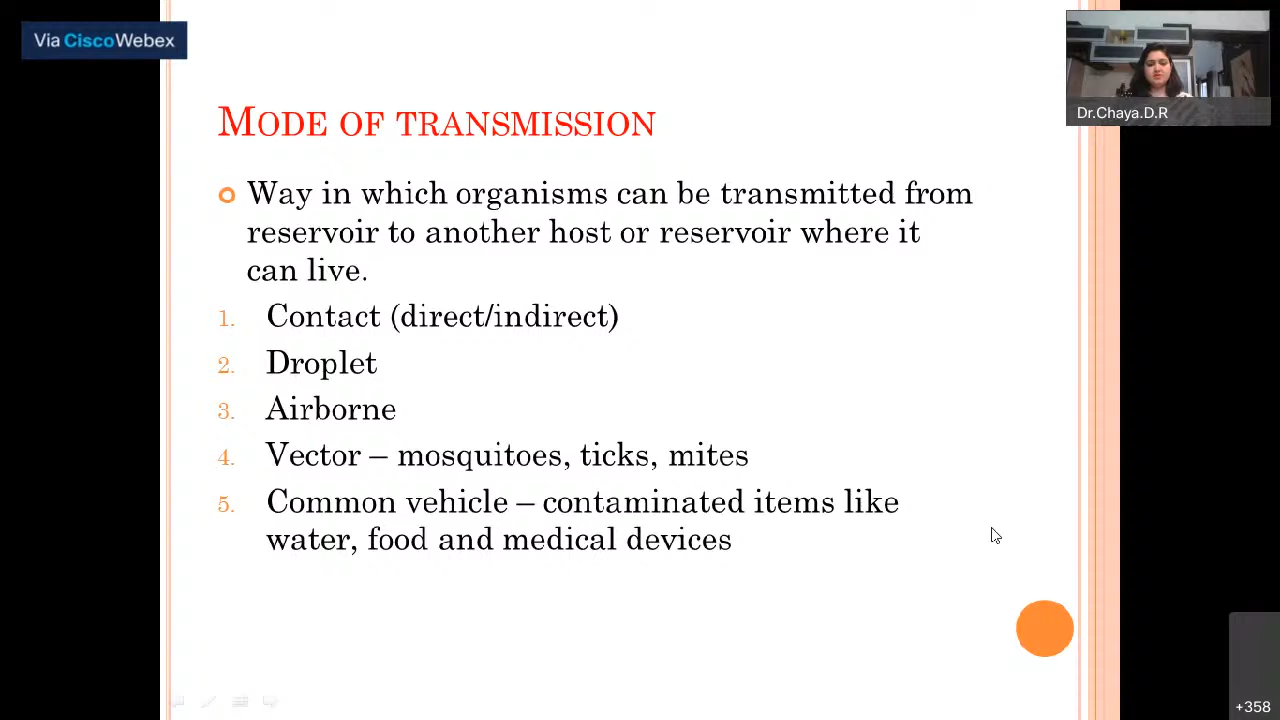 Via CiscoWebex
Dr.Chaya.D.R
MODE OF TRANSMISSION
Way in which organisms can be transmitted from
reservoir to another host or reservoir where it
can live.
1. Contact (direct/indirect)
2. Droplet
3. Airborne
4. Vector – mosquitoes, ticks, mites
5. Common vehicle – contaminated items like
water, food and medical devices
+358